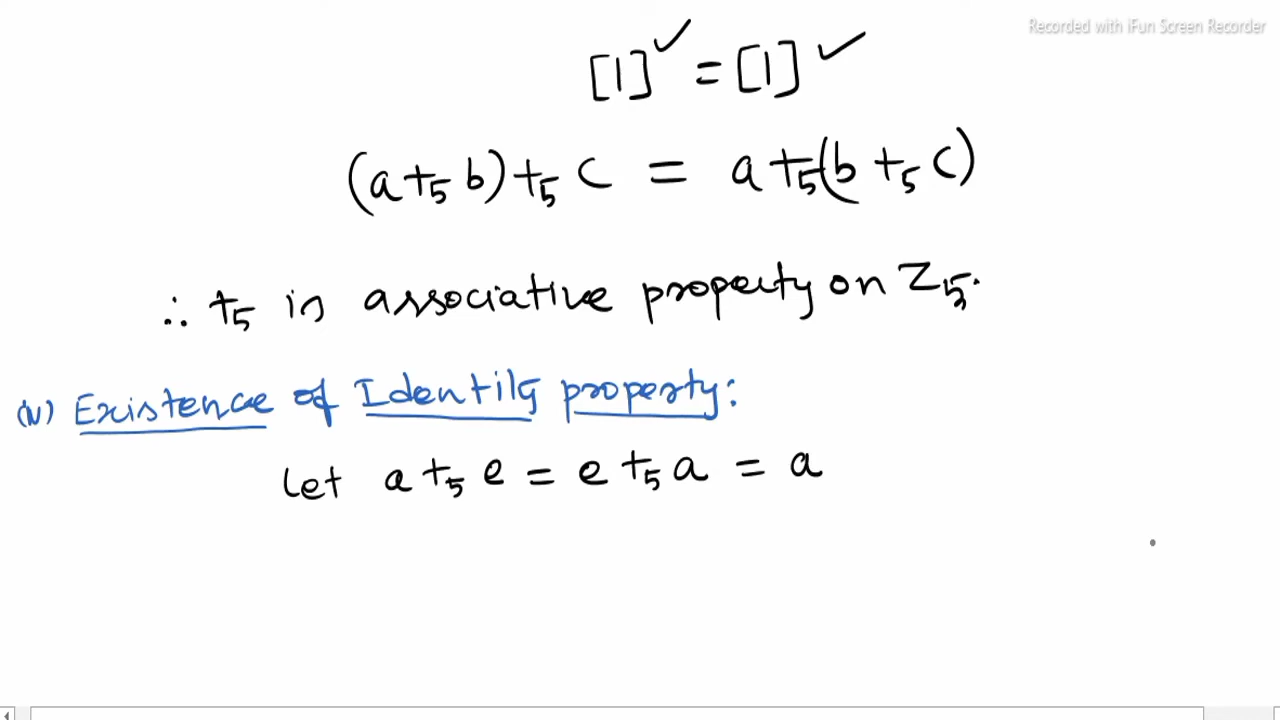 Recorded with iFun Screen Recorder
[1]✓ = [1]✓
(a +₅ b) +₅ c = a +₅ (b +₅ c)
∴ +₅ is associative property on Z₅.
(iv) Existence of Identity property:
Let a +₅ e = e +₅ a = a